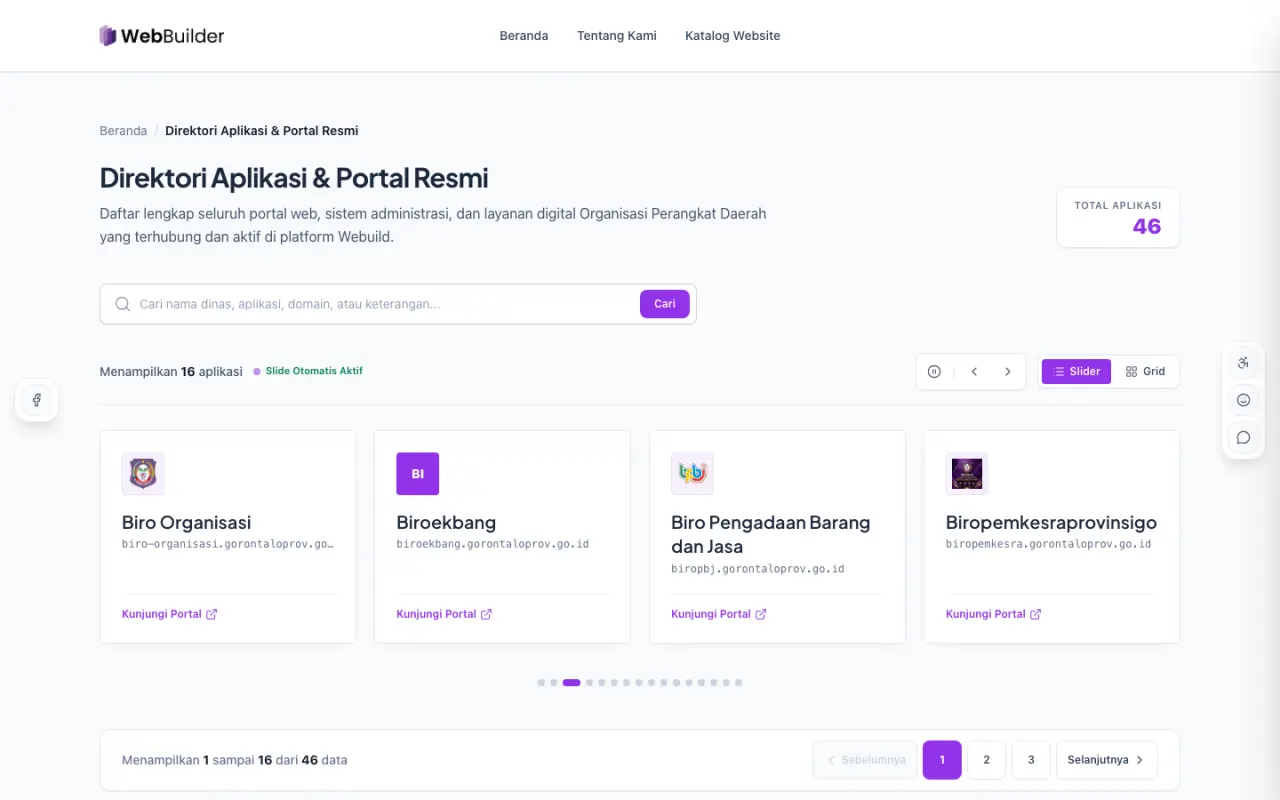 WebBuilder
Beranda
Tentang Kami
Katalog Website
Beranda / Direktori Aplikasi & Portal Resmi
Direktori Aplikasi & Portal Resmi
Daftar lengkap seluruh portal web, sistem administrasi, dan layanan digital Organisasi Perangkat Daerah
yang terhubung dan aktif di platform Webuild.
TOTAL APLIKASI
46
Cari nama dinas, aplikasi, domain, atau keterangan...
Cari
Menampilkan 16 aplikasi
Slide Otomatis Aktif
Slider
Grid
Biro Organisasi
biro-organisasi.gorontaloprov.go…
Kunjungi Portal
BI
Biroekbang
biroekbang.gorontaloprov.go.id
Kunjungi Portal
Biro Pengadaan Barang
dan Jasa
biropbj.gorontaloprov.go.id
Kunjungi Portal
Biropemkesraprovinsigo
biropemkesra.gorontaloprov.go.id
Kunjungi Portal
Menampilkan 1 sampai 16 dari 46 data
Sebelumnya
1
2
3
Selanjutnya